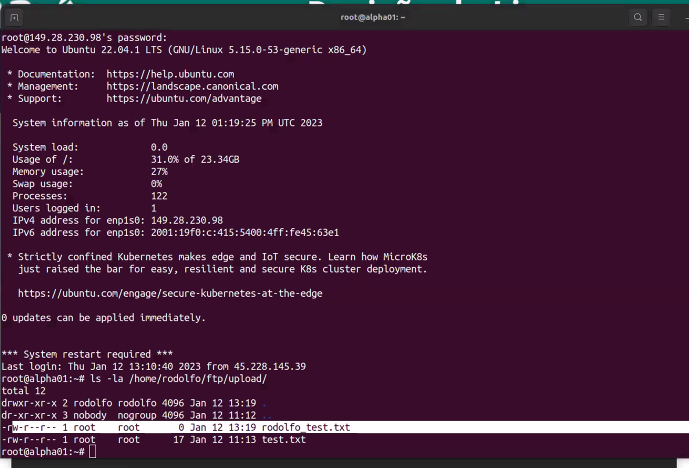 root@alpha01: ~
root@149.28.230.98's password:
Welcome to Ubuntu 22.04.1 LTS (GNU/Linux 5.15.0-53-generic x86_64)
* Documentation:  https://help.ubuntu.com
* Management:     https://landscape.canonical.com
* Support:        https://ubuntu.com/advantage
System information as of Thu Jan 12 01:19:25 PM UTC 2023
System load:             0.0
Usage of /:              31.0% of 23.34GB
Memory usage:            27%
Swap usage:              0%
Processes:               122
Users logged in:         1
IPv4 address for enp1s0: 149.28.230.98
IPv6 address for enp1s0: 2001:19f0:c:415:5400:4ff:fe45:63e1
* Strictly confined Kubernetes makes edge and IoT secure. Learn how MicroK8s
just raised the bar for easy, resilient and secure K8s cluster deployment.
https://ubuntu.com/engage/secure-kubernetes-at-the-edge
0 updates can be applied immediately.
*** System restart required ***
Last login: Thu Jan 12 13:10:40 2023 from 45.228.145.39
root@alpha01:~# ls -la /home/rodolfo/ftp/upload/
total 12
drwxr-xr-x 2 rodolfo rodolfo 4096 Jan 12 13:19 .
dr-xr-xr-x 3 nobody  nogroup 4096 Jan 12 11:12 ..
-rw-r--r-- 1 root    root       0 Jan 12 13:19 rodolfo_test.txt
-rw-r--r-- 1 root    root      17 Jan 12 11:13 test.txt
root@alpha01:~#